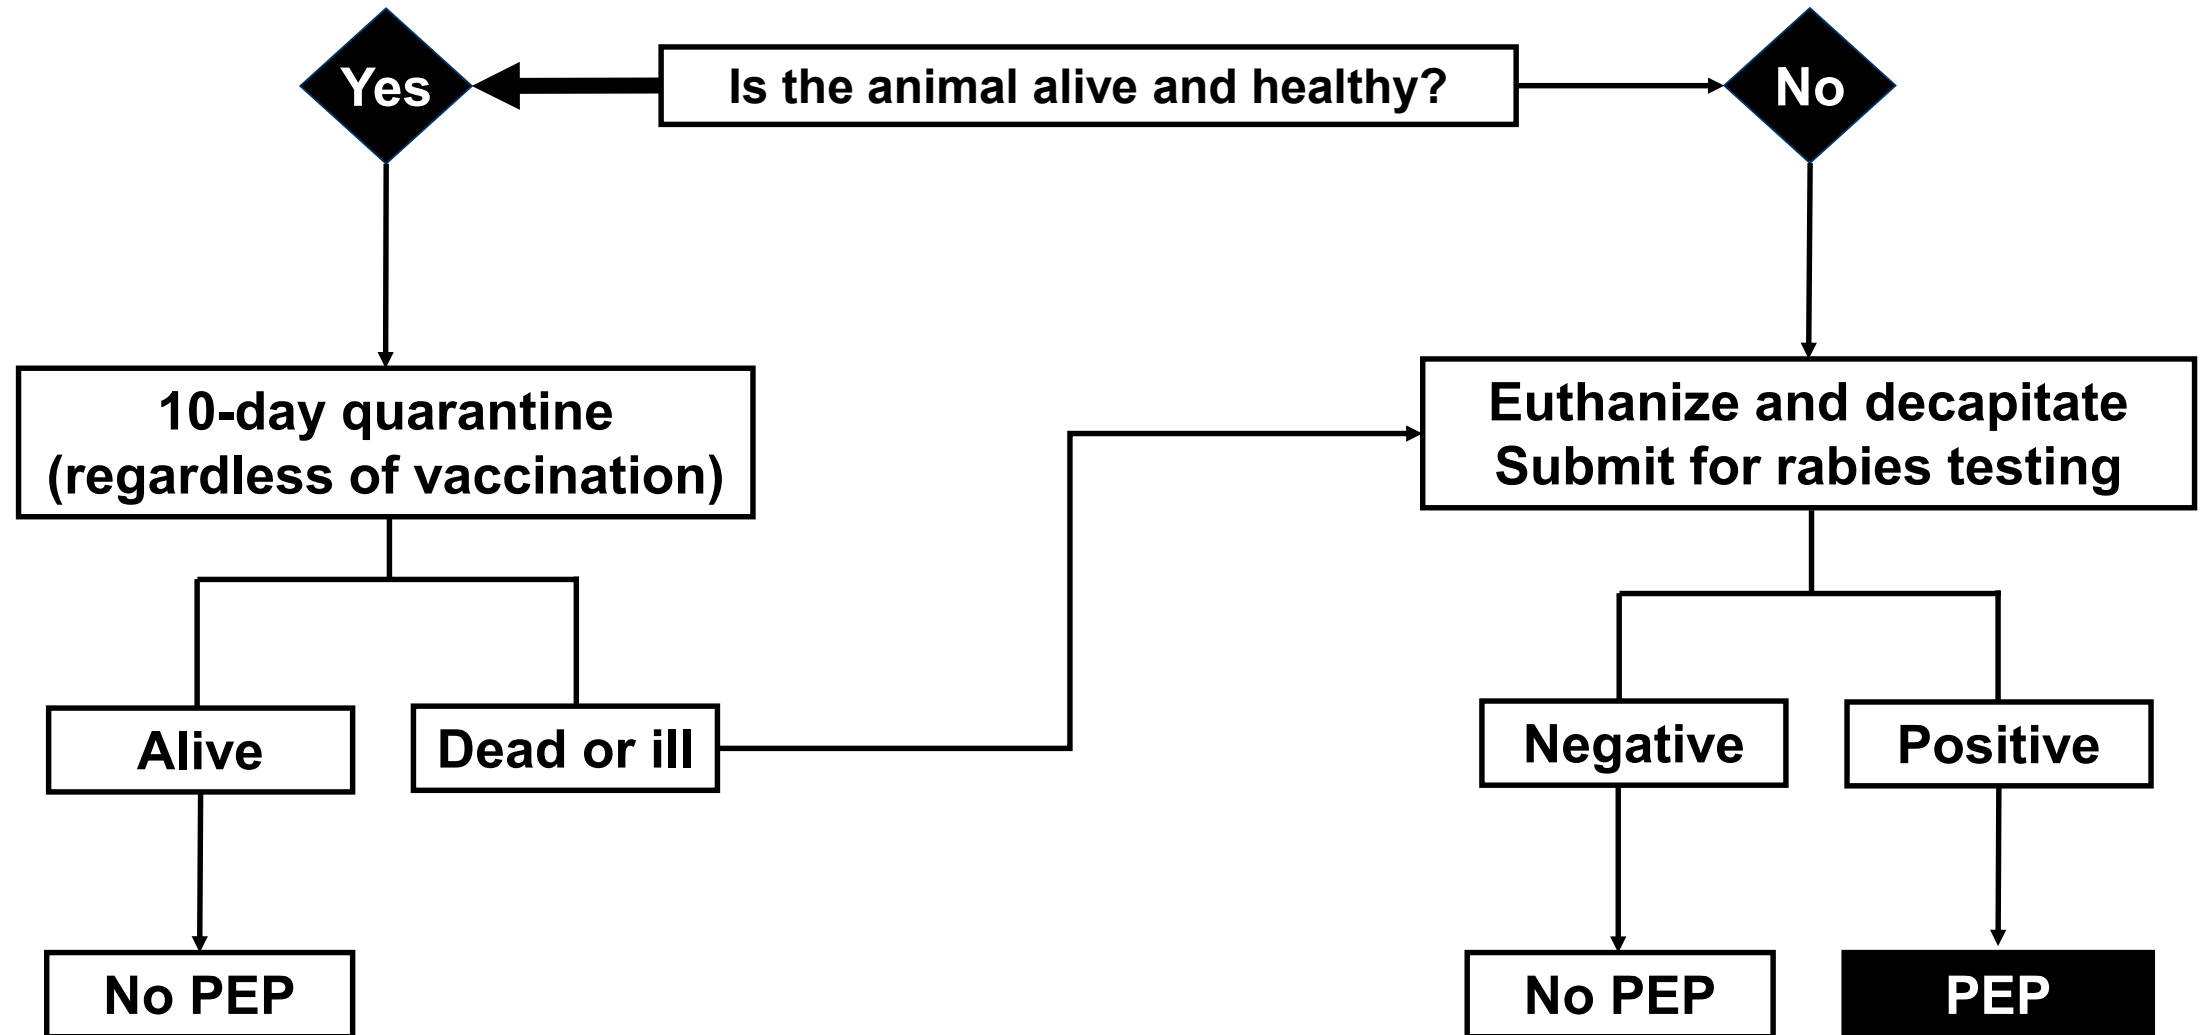 Is the animal alive and healthy?
Yes
No
10-day quarantine
(regardless of vaccination)
Euthanize and decapitate
Submit for rabies testing
Alive
Dead or ill
Negative
Positive
No PEP
No PEP
PEP